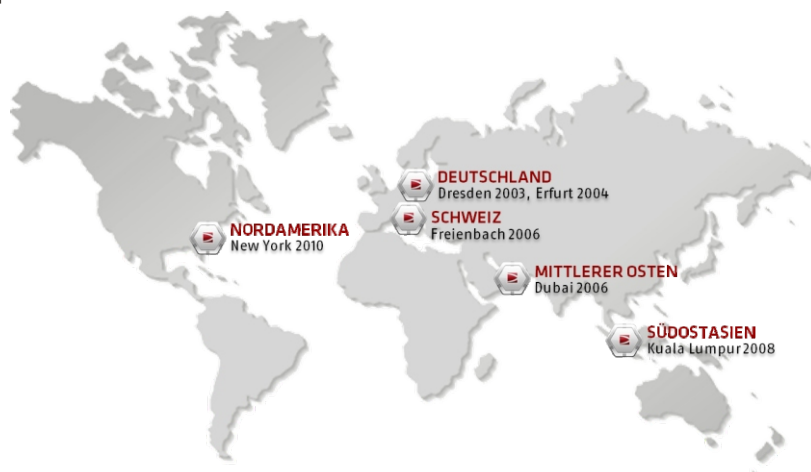 DEUTSCHLAND
Dresden 2003, Erfurt 2004
SCHWEIZ
Freienbach 2006
NORDAMERIKA
New York 2010
MITTLERER OSTEN
Dubai 2006
SÜDOSTASIEN
Kuala Lumpur 2008